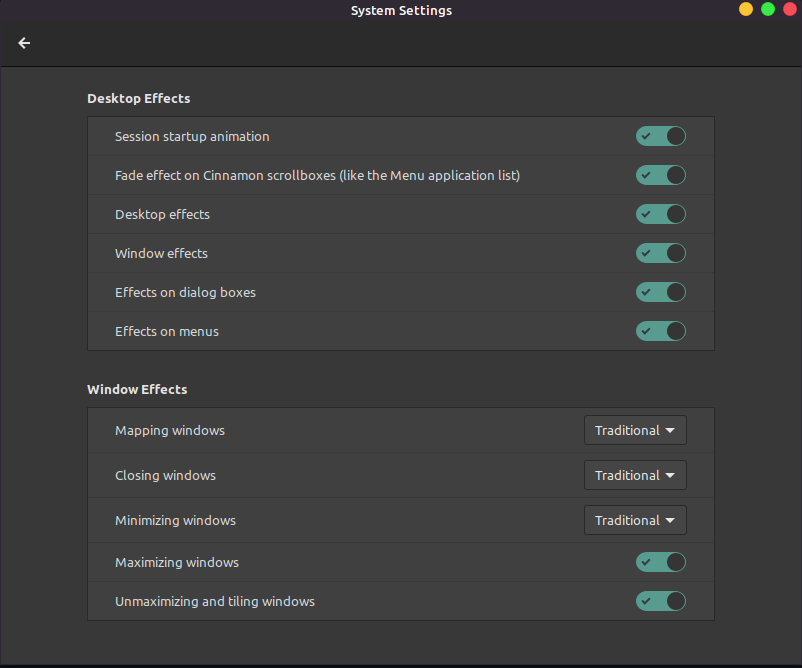 System Settings
Desktop Effects
Session startup animation
Fade effect on Cinnamon scrollboxes (like the Menu application list)
Desktop effects
Window effects
Effects on dialog boxes
Effects on menus
Window Effects
Mapping windows Traditional
Closing windows Traditional
Minimizing windows Traditional
Maximizing windows
Unmaximizing and tiling windows